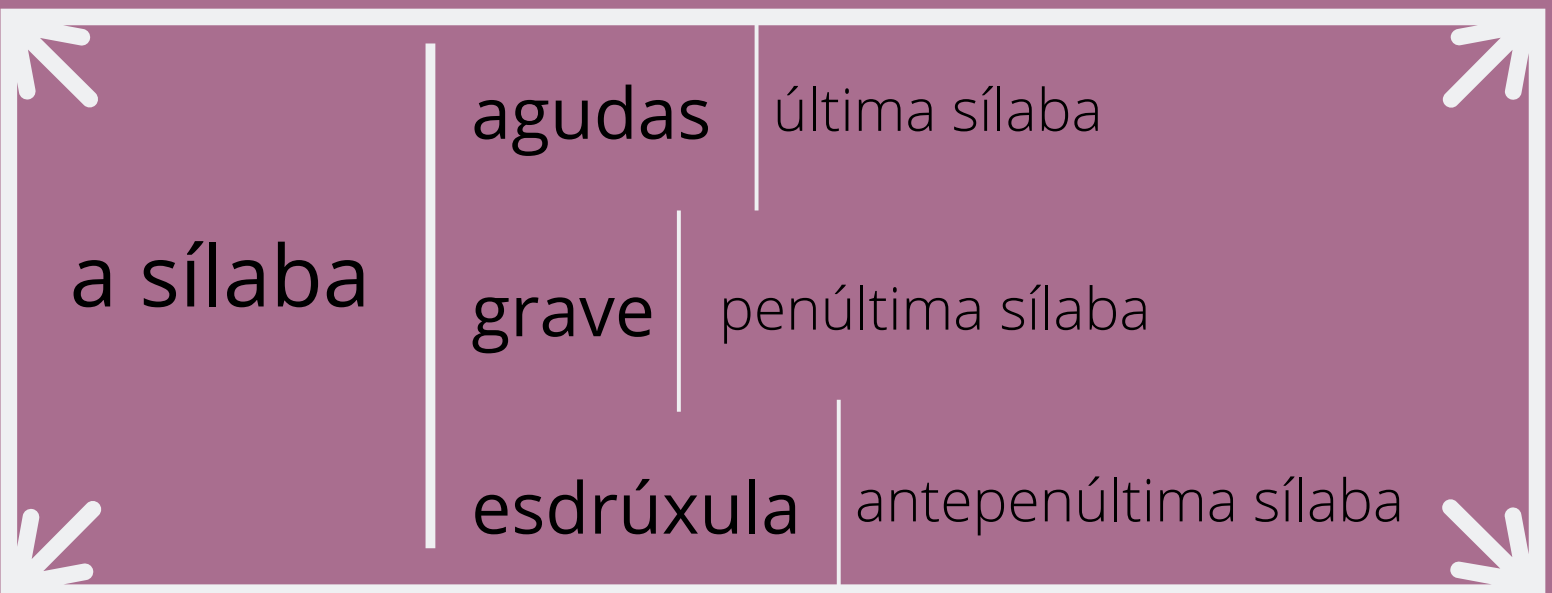 a sílaba
agudas
última sílaba
grave
penúltima sílaba
esdrúxula
antepenúltima sílaba